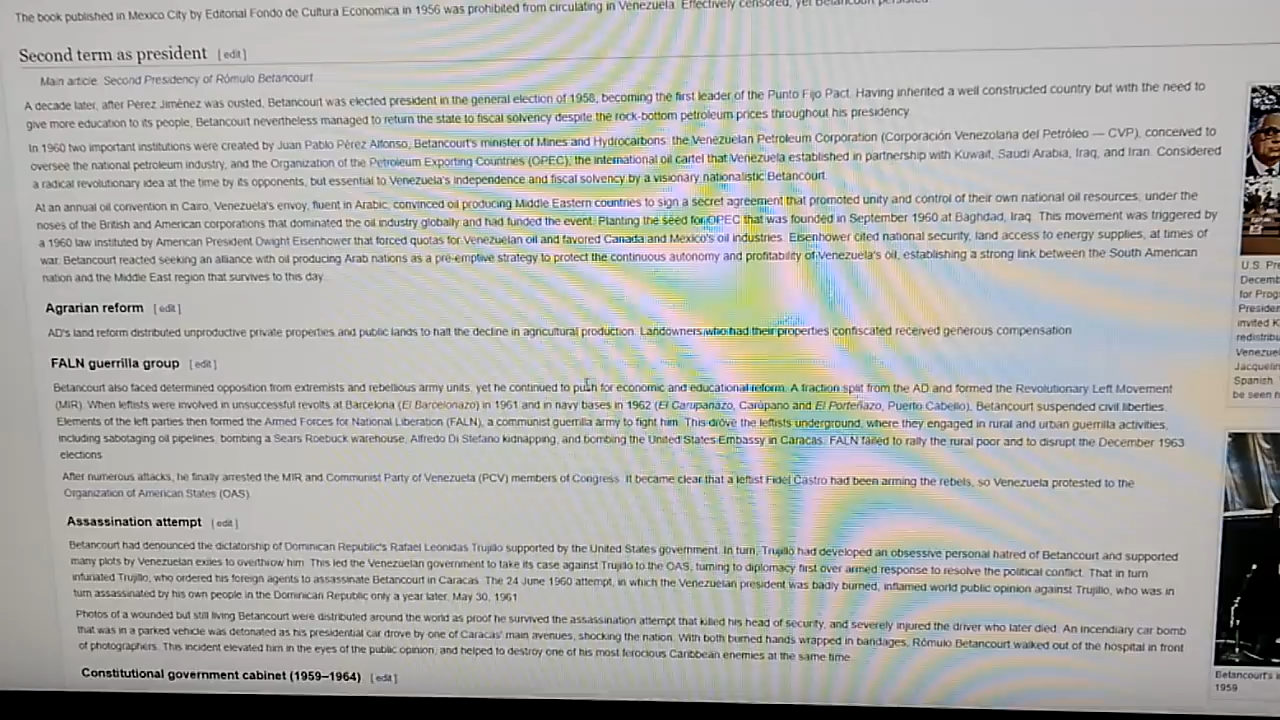 The book published in Mexico City by Editorial Fondo de Cultura Economica in 1956 was prohibited from circulating in Venezuela. Effectively censored, yet Betancourt persisted.
Second term as president [ edit ]
Main article: Second Presidency of Rómulo Betancourt
A decade later, after Pérez Jiménez was ousted, Betancourt was elected president in the general election of 1958, becoming the first leader of the Punto Fijo Pact. Having inherited a well constructed country but with the need to
give more education to its people, Betancourt nevertheless managed to return the state to fiscal solvency despite the rock-bottom petroleum prices throughout his presidency.
In 1960 two important institutions were created by Juan Pablo Pérez Alfonso, Betancourt's minister of Mines and Hydrocarbons: the Venezuelan Petroleum Corporation (Corporación Venezolana del Petróleo — CVP), conceived to
oversee the national petroleum industry, and the Organization of the Petroleum Exporting Countries (OPEC), the international oil cartel that Venezuela established in partnership with Kuwait, Saudi Arabia, Iraq, and Iran. Considered
a radical revolutionary idea at the time by its opponents, but essential to Venezuela's independence and fiscal solvency by a visionary nationalistic Betancourt.
At an annual oil convention in Cairo, Venezuela's envoy, fluent in Arabic, convinced oil producing Middle Eastern countries to sign a secret agreement that promoted unity and control of their own national oil resources, under the
noses of the British and American corporations that dominated the oil industry globally and had funded the event. Planting the seed for OPEC that was founded in September 1960 at Baghdad, Iraq. This movement was triggered by
a 1960 law instituted by American President Dwight Eisenhower that forced quotas for Venezuelan oil and favored Canada and Mexico's oil industries. Eisenhower cited national security, land access to energy supplies, at times of
war. Betancourt reacted seeking an alliance with oil producing Arab nations as a pre-emptive strategy to protect the continuous autonomy and profitability of Venezuela's oil, establishing a strong link between the South American
nation and the Middle East region that survives to this day.
Agrarian reform [ edit ]
AD's land reform distributed unproductive private properties and public lands to halt the decline in agricultural production. Landowners who had their properties confiscated received generous compensation.
FALN guerrilla group [ edit ]
Betancourt also faced determined opposition from extremists and rebellious army units, yet he continued to push for economic and educational reform. A fraction split from the AD and formed the Revolutionary Left Movement
(MIR). When leftists were involved in unsuccessful revolts at Barcelona (El Barcelonazo) in 1961 and in navy bases in 1962 (El Carupanazo, Carúpano and El Porteñazo, Puerto Cabello), Betancourt suspended civil liberties.
Elements of the left parties then formed the Armed Forces for National Liberation (FALN), a communist guerrilla army to fight him. This drove the leftists underground, where they engaged in rural and urban guerrilla activities,
including sabotaging oil pipelines, bombing a Sears Roebuck warehouse, Alfredo Di Stefano kidnapping, and bombing the United States Embassy in Caracas. FALN failed to rally the rural poor and to disrupt the December 1963
elections.
After numerous attacks, he finally arrested the MIR and Communist Party of Venezuela (PCV) members of Congress. It became clear that a leftist Fidel Castro had been arming the rebels, so Venezuela protested to the
Organization of American States (OAS).
Assassination attempt [ edit ]
Betancourt had denounced the dictatorship of Dominican Republic's Rafael Leonidas Trujillo supported by the United States government. In turn, Trujillo had developed an obsessive personal hatred of Betancourt and supported
many plots by Venezuelan exiles to overthrow him. This led the Venezuelan government to take its case against Trujillo to the OAS, turning to diplomacy first over armed response to resolve the political conflict. That in turn
infuriated Trujillo, who ordered his foreign agents to assassinate Betancourt in Caracas. The 24 June 1960 attempt, in which the Venezuelan president was badly burned, inflamed world public opinion against Trujillo, who was in
turn assassinated by his own people in the Dominican Republic only a year later, May 30, 1961.
Photos of a wounded but still living Betancourt were distributed around the world as proof he survived the assassination attempt that killed his head of security, and severely injured the driver who later died. An incendiary car bomb
that was in a parked vehicle was detonated as his presidential car drove by one of Caracas' main avenues, shocking the nation. With both burned hands wrapped in bandages, Rómulo Betancourt walked out of the hospital in front
of photographers. This incident elevated him in the eyes of the public opinion, and helped to destroy one of his most ferocious Caribbean enemies at the same time.
Constitutional government cabinet (1959–1964) [ edit ]
U.S. Pre
Decemb
for Prog
Presider
invited K
redistribu
Venezue
Jacquelin
Spanish
be seen h
Betancourt's i
1959